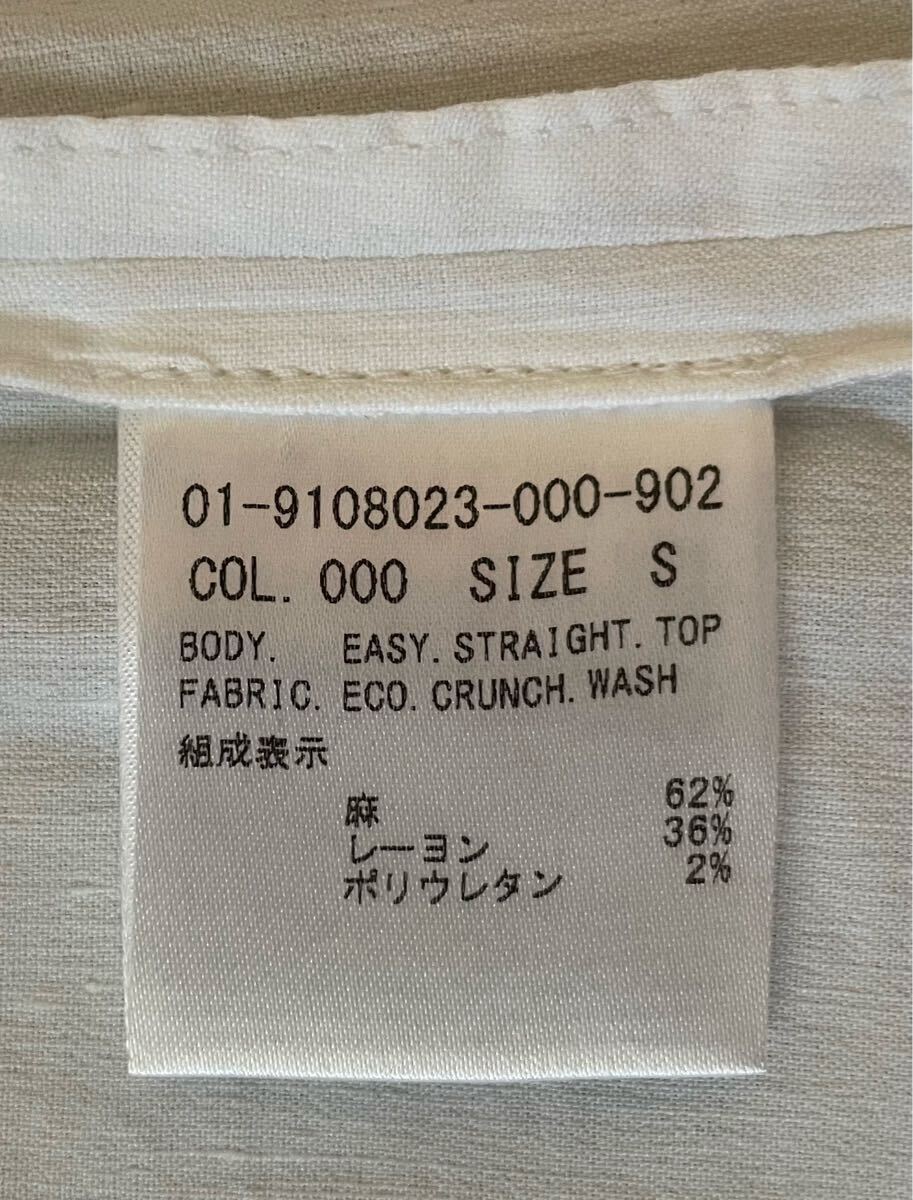 01-9108023-000-902
COL. 000 SIZE S
BODY. EASY. STRAIGHT. TOP
FABRIC. ECO. CRUNCH. WASH
組成表示
麻 62%
レーヨン 36%
ポリウレタン 2%